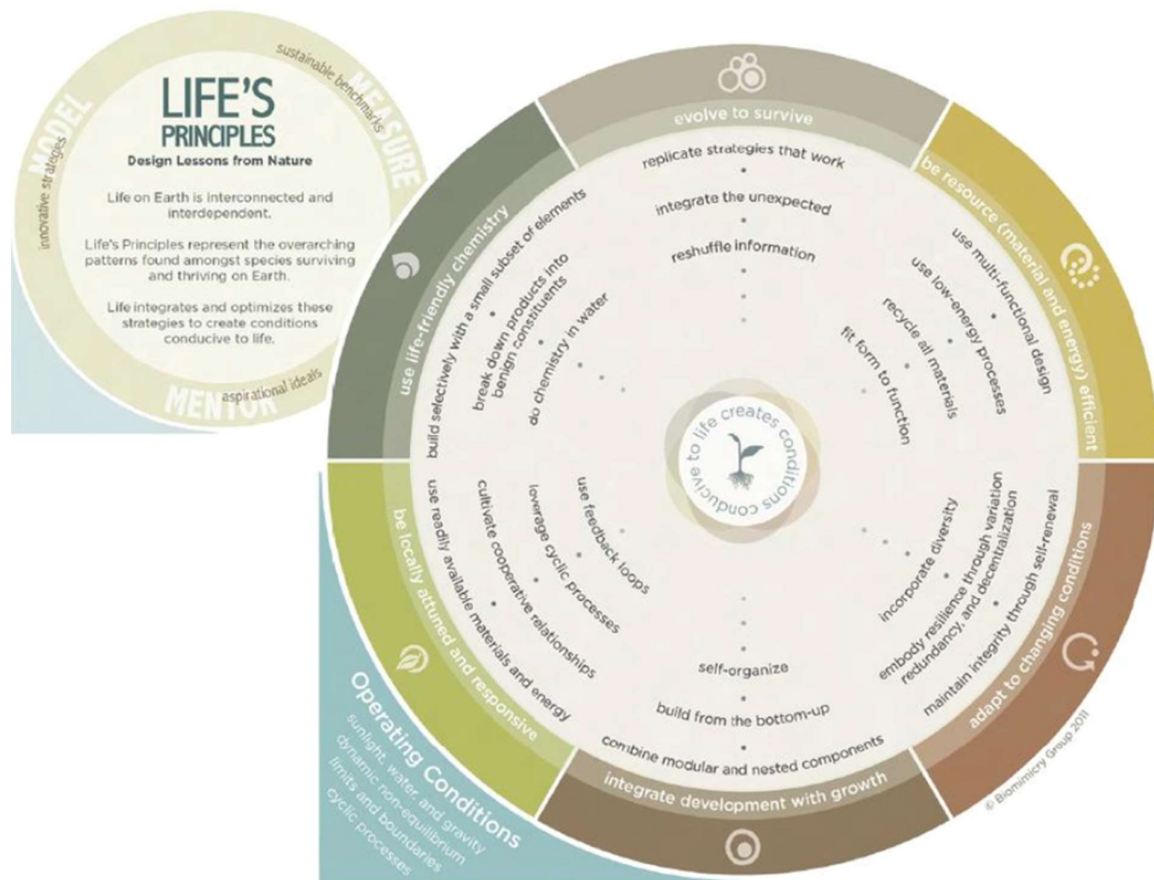 MODEL
innovative strategies
MEASURE
sustainable benchmarks
MENTOR
aspirational ideals
LIFE'S
PRINCIPLES
Design Lessons from Nature
Life on Earth is interconnected and
interdependent.
Life's Principles represent the overarching
patterns found amongst species surviving
and thriving on Earth.
Life integrates and optimizes these
strategies to create conditions
conducive to life.
evolve to survive
replicate strategies that work
integrate the unexpected
reshuffle information
be resource (material and energy) efficient
use multi-functional design
use low-energy processes
recycle all materials
fit form to function
adapt to changing conditions
incorporate diversity
embody resilience through variation
redundancy, and decentralization
maintain integrity through self-renewal
integrate development with growth
self-organize
build from the bottom-up
combine modular and nested components
be locally attuned and responsive
use readily available materials and energy
cultivate cooperative relationships
leverage cyclic processes
use feedback loops
use life-friendly chemistry
build selectively with a small subset of elements
break down products into
benign constituents
do chemistry in water
life creates conditions conducive to
Operating Conditions
sunlight, water, and gravity
dynamic non-equilibrium
limits and boundaries
cyclic processes
© Biomimicry Group 2011